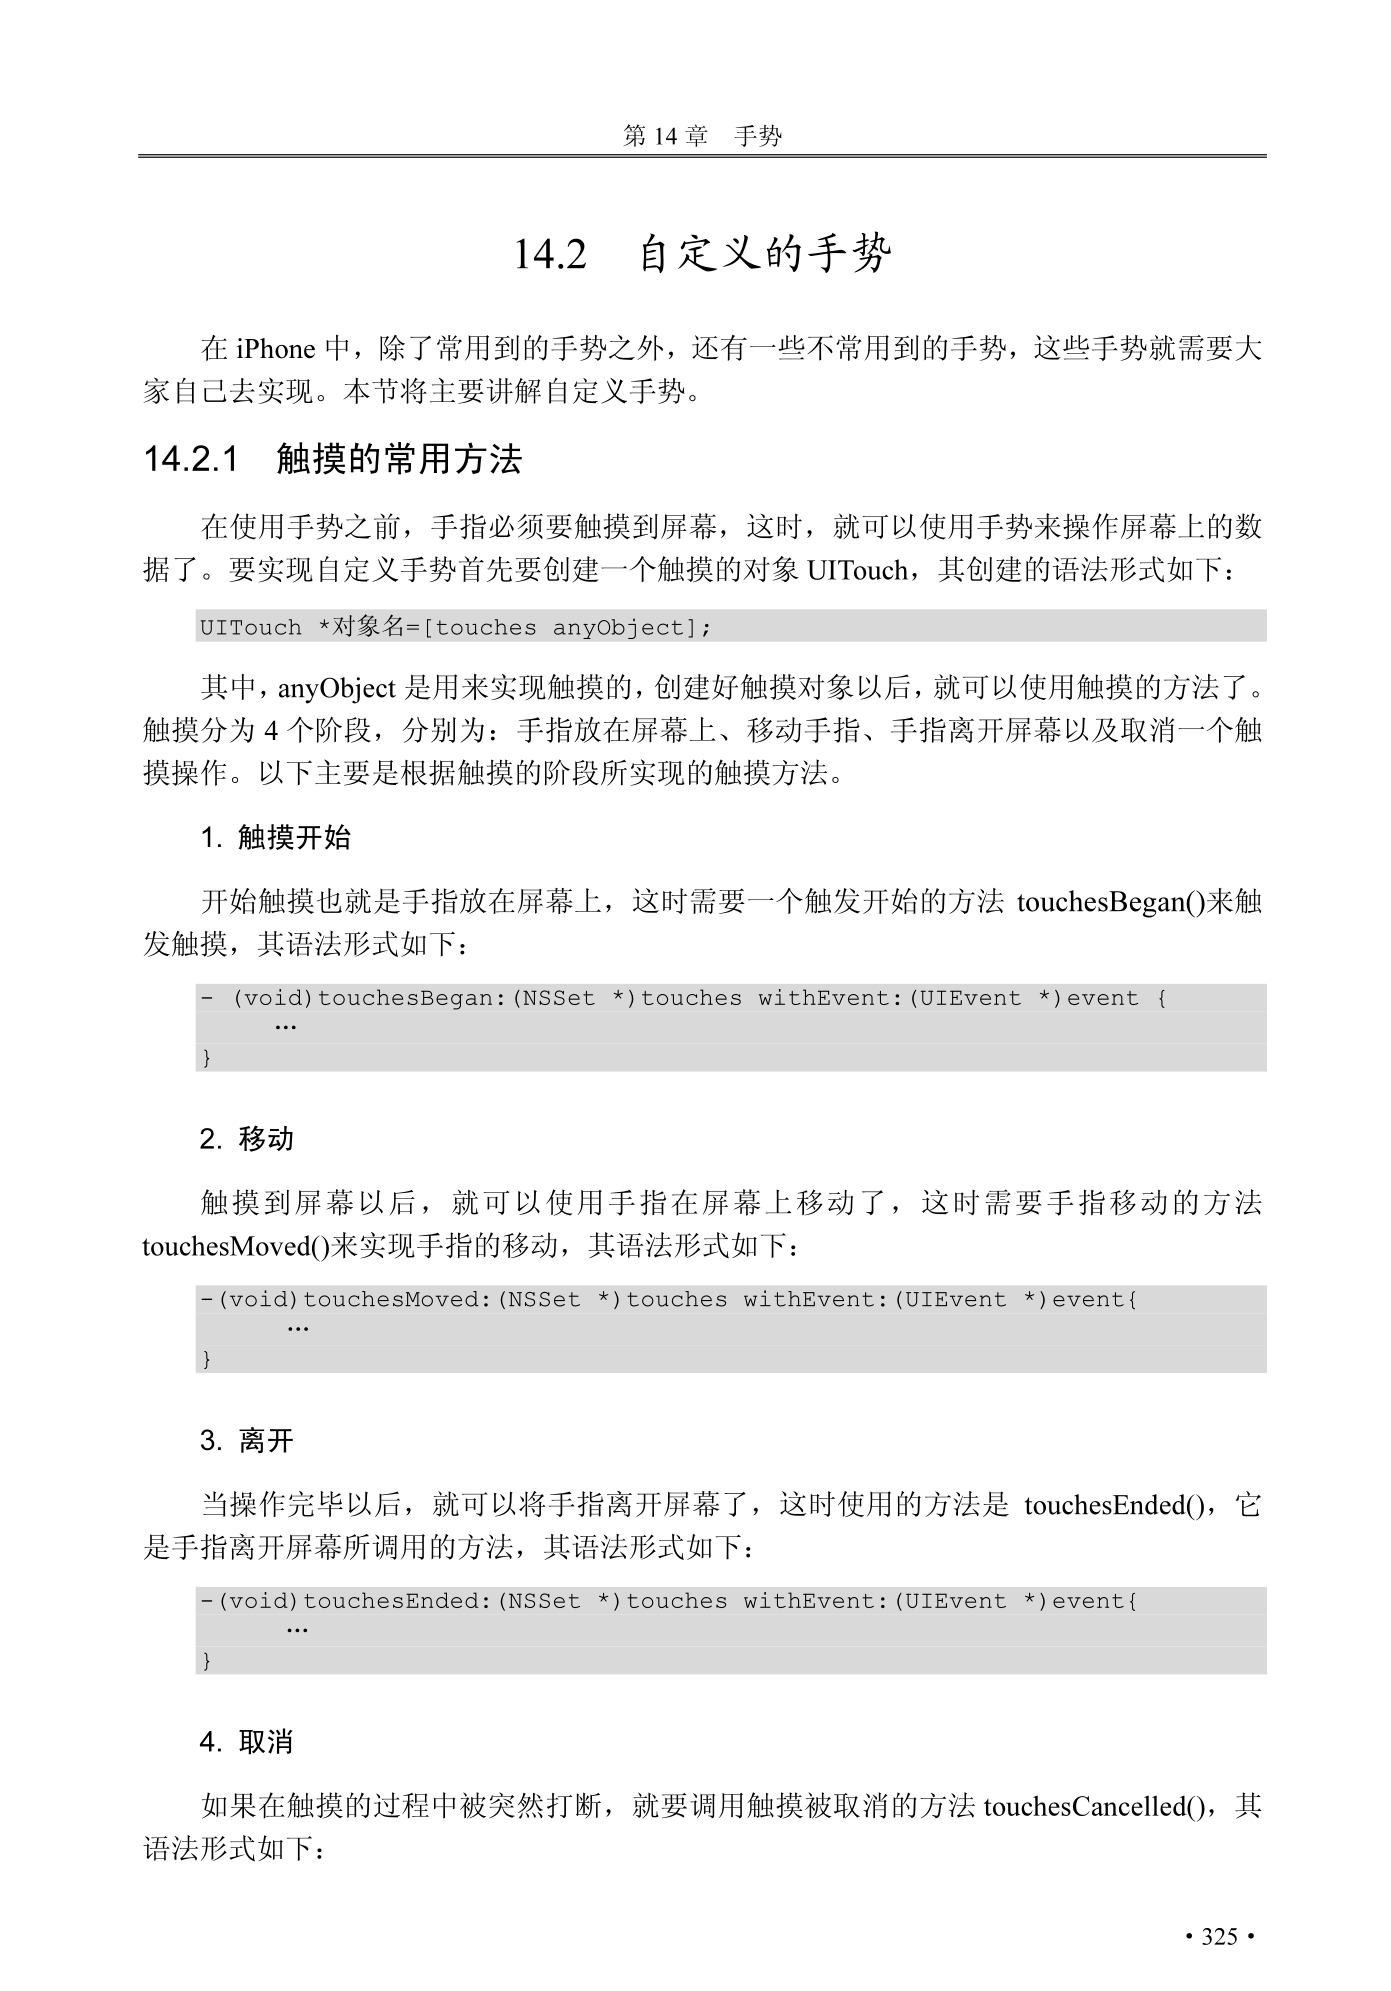 第 14 章　手势
14.2　自定义的手势
在 iPhone 中，除了常用到的手势之外，还有一些不常用到的手势，这些手势就需要大
家自己去实现。本节将主要讲解自定义手势。
14.2.1　触摸的常用方法
在使用手势之前，手指必须要触摸到屏幕，这时，就可以使用手势来操作屏幕上的数
据了。要实现自定义手势首先要创建一个触摸的对象 UITouch，其创建的语法形式如下：
UITouch *对象名=[touches anyObject];
其中，anyObject 是用来实现触摸的，创建好触摸对象以后，就可以使用触摸的方法了。
触摸分为 4 个阶段，分别为：手指放在屏幕上、移动手指、手指离开屏幕以及取消一个触
摸操作。以下主要是根据触摸的阶段所实现的触摸方法。
1. 触摸开始
开始触摸也就是手指放在屏幕上，这时需要一个触发开始的方法 touchesBegan()来触
发触摸，其语法形式如下：
- (void)touchesBegan:(NSSet *)touches withEvent:(UIEvent *)event {
…
}
2. 移动
触摸到屏幕以后，就可以使用手指在屏幕上移动了，这时需要手指移动的方法
touchesMoved()来实现手指的移动，其语法形式如下：
-(void)touchesMoved:(NSSet *)touches withEvent:(UIEvent *)event{
…
}
3. 离开
当操作完毕以后，就可以将手指离开屏幕了，这时使用的方法是 touchesEnded()，它
是手指离开屏幕所调用的方法，其语法形式如下：
-(void)touchesEnded:(NSSet *)touches withEvent:(UIEvent *)event{
…
}
4. 取消
如果在触摸的过程中被突然打断，就要调用触摸被取消的方法 touchesCancelled()，其
语法形式如下：
• 325 •